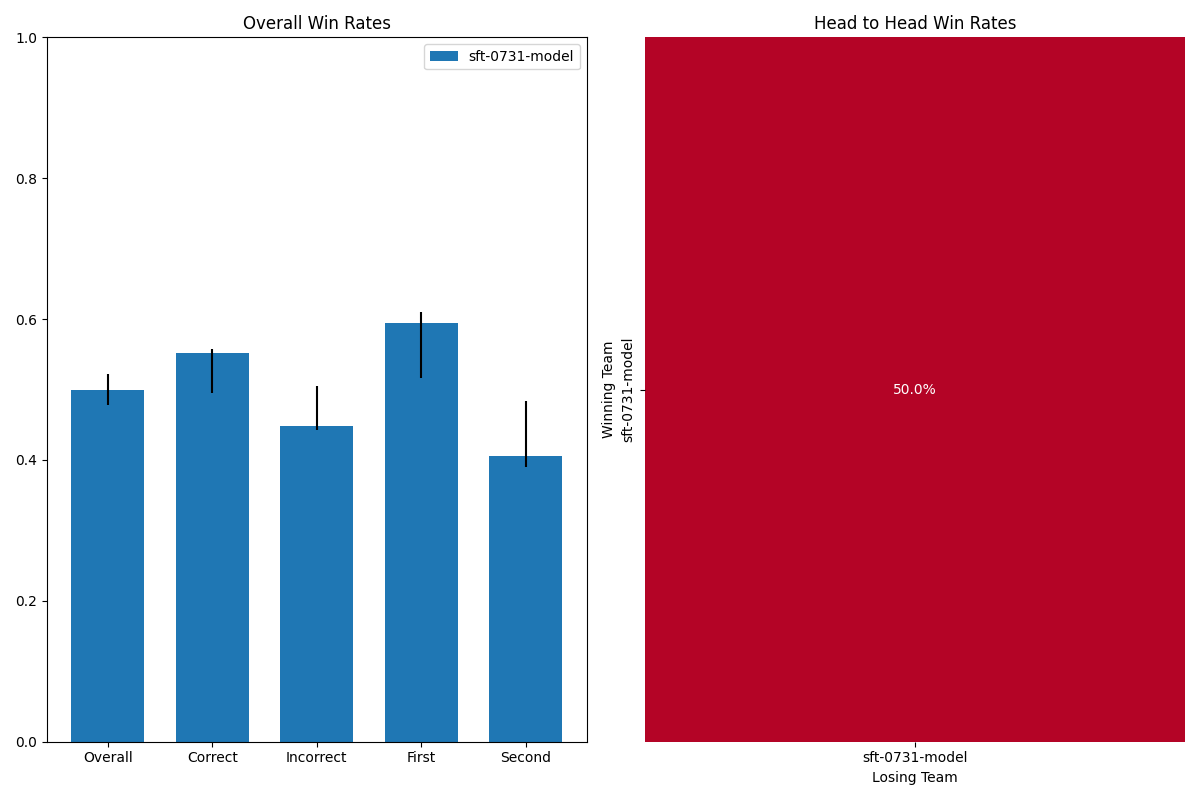 Overall Win Rates
sft-0731-model
1.0
0.8
0.6
0.4
0.2
0.0
Overall
Correct
Incorrect
First
Second
Head to Head Win Rates
Winning Team
sft-0731-model
50.0%
sft-0731-model
Losing Team